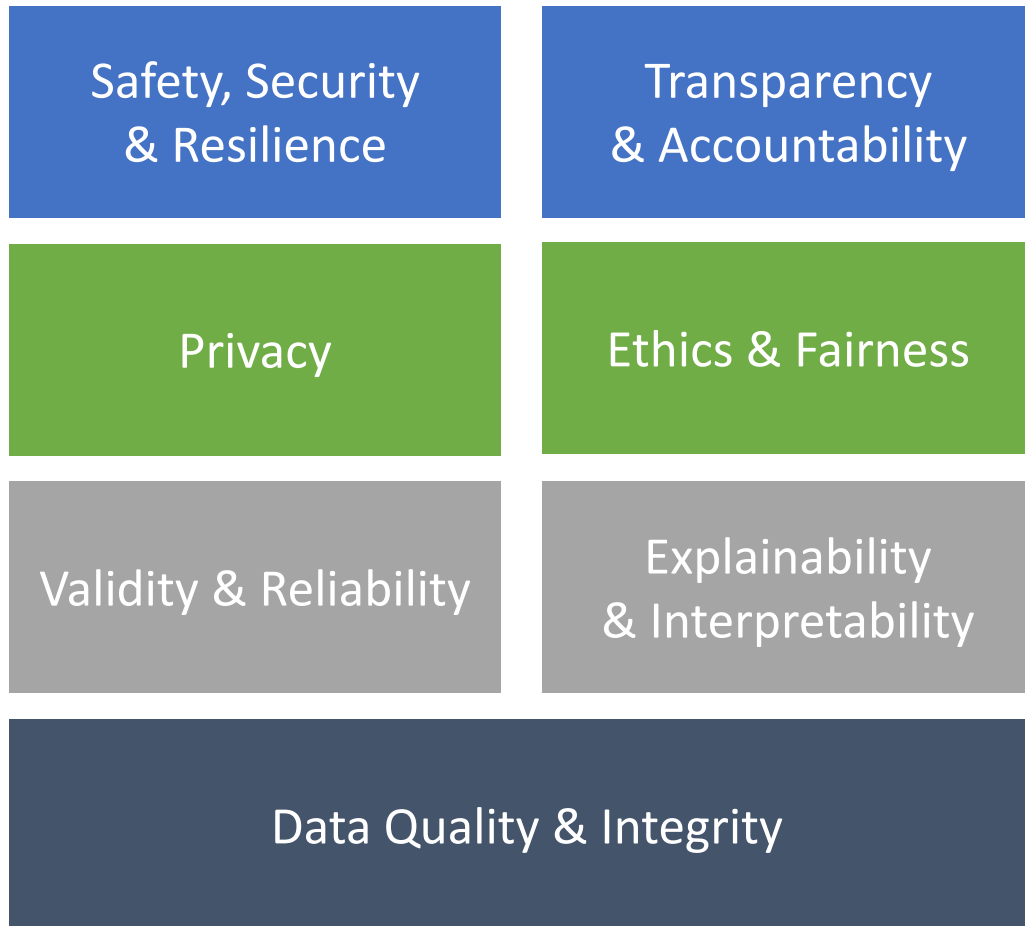 Safety, Security
& Resilience
Transparency
& Accountability
Privacy
Ethics & Fairness
Validity & Reliability
Explainability
& Interpretability
Data Quality & Integrity